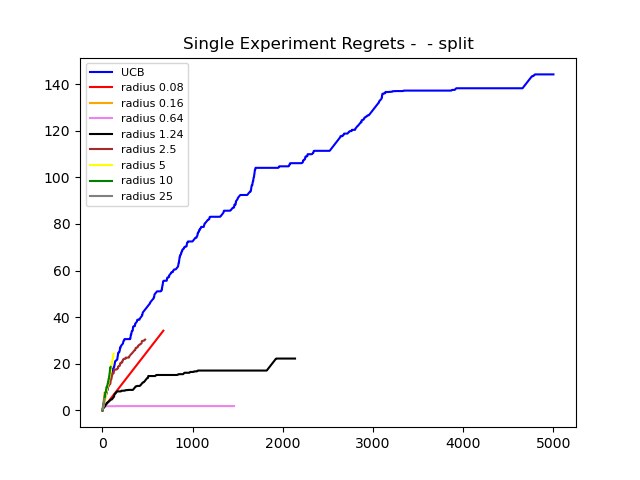 Single Experiment Regrets -  - split
UCB
radius 0.08
radius 0.16
radius 0.64
radius 1.24
radius 2.5
radius 5
radius 10
radius 25
140
120
100
80
60
40
20
0
0 1000 2000 3000 4000 5000